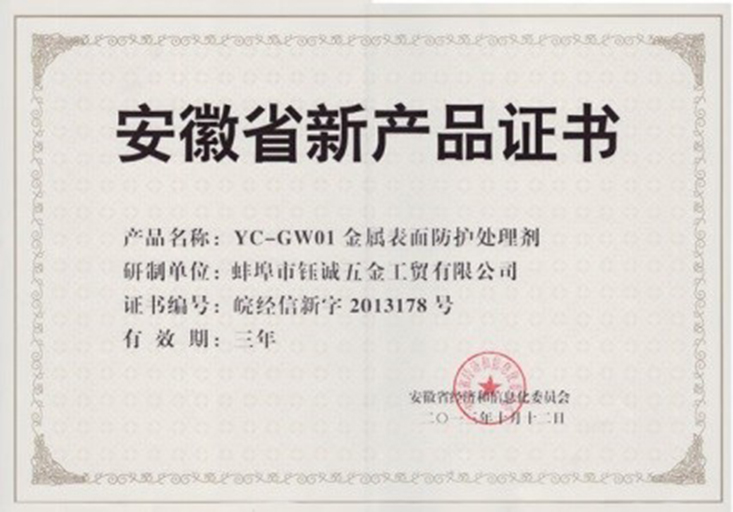 安徽省新产品证书
产品名称：YC-GW01 金属表面防护处理剂
研制单位：蚌埠市钰诚五金工贸有限公司
证书编号：皖经信新字 2013178 号
有 效 期：三年
安徽省经济和信息化委员会
二〇一三年十月十二日